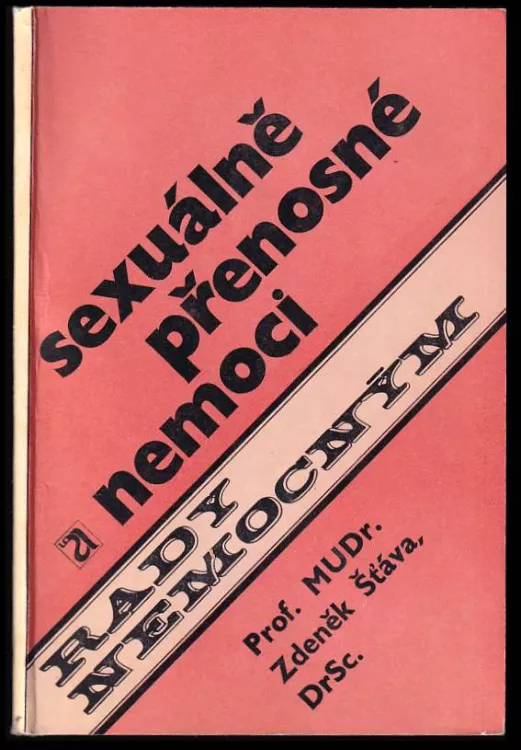 sexuálně
přenosné
nemoci
RADY
NEMOCNÝM
Prof. MUDr.
Zdeněk Šťáva,
DrSc.